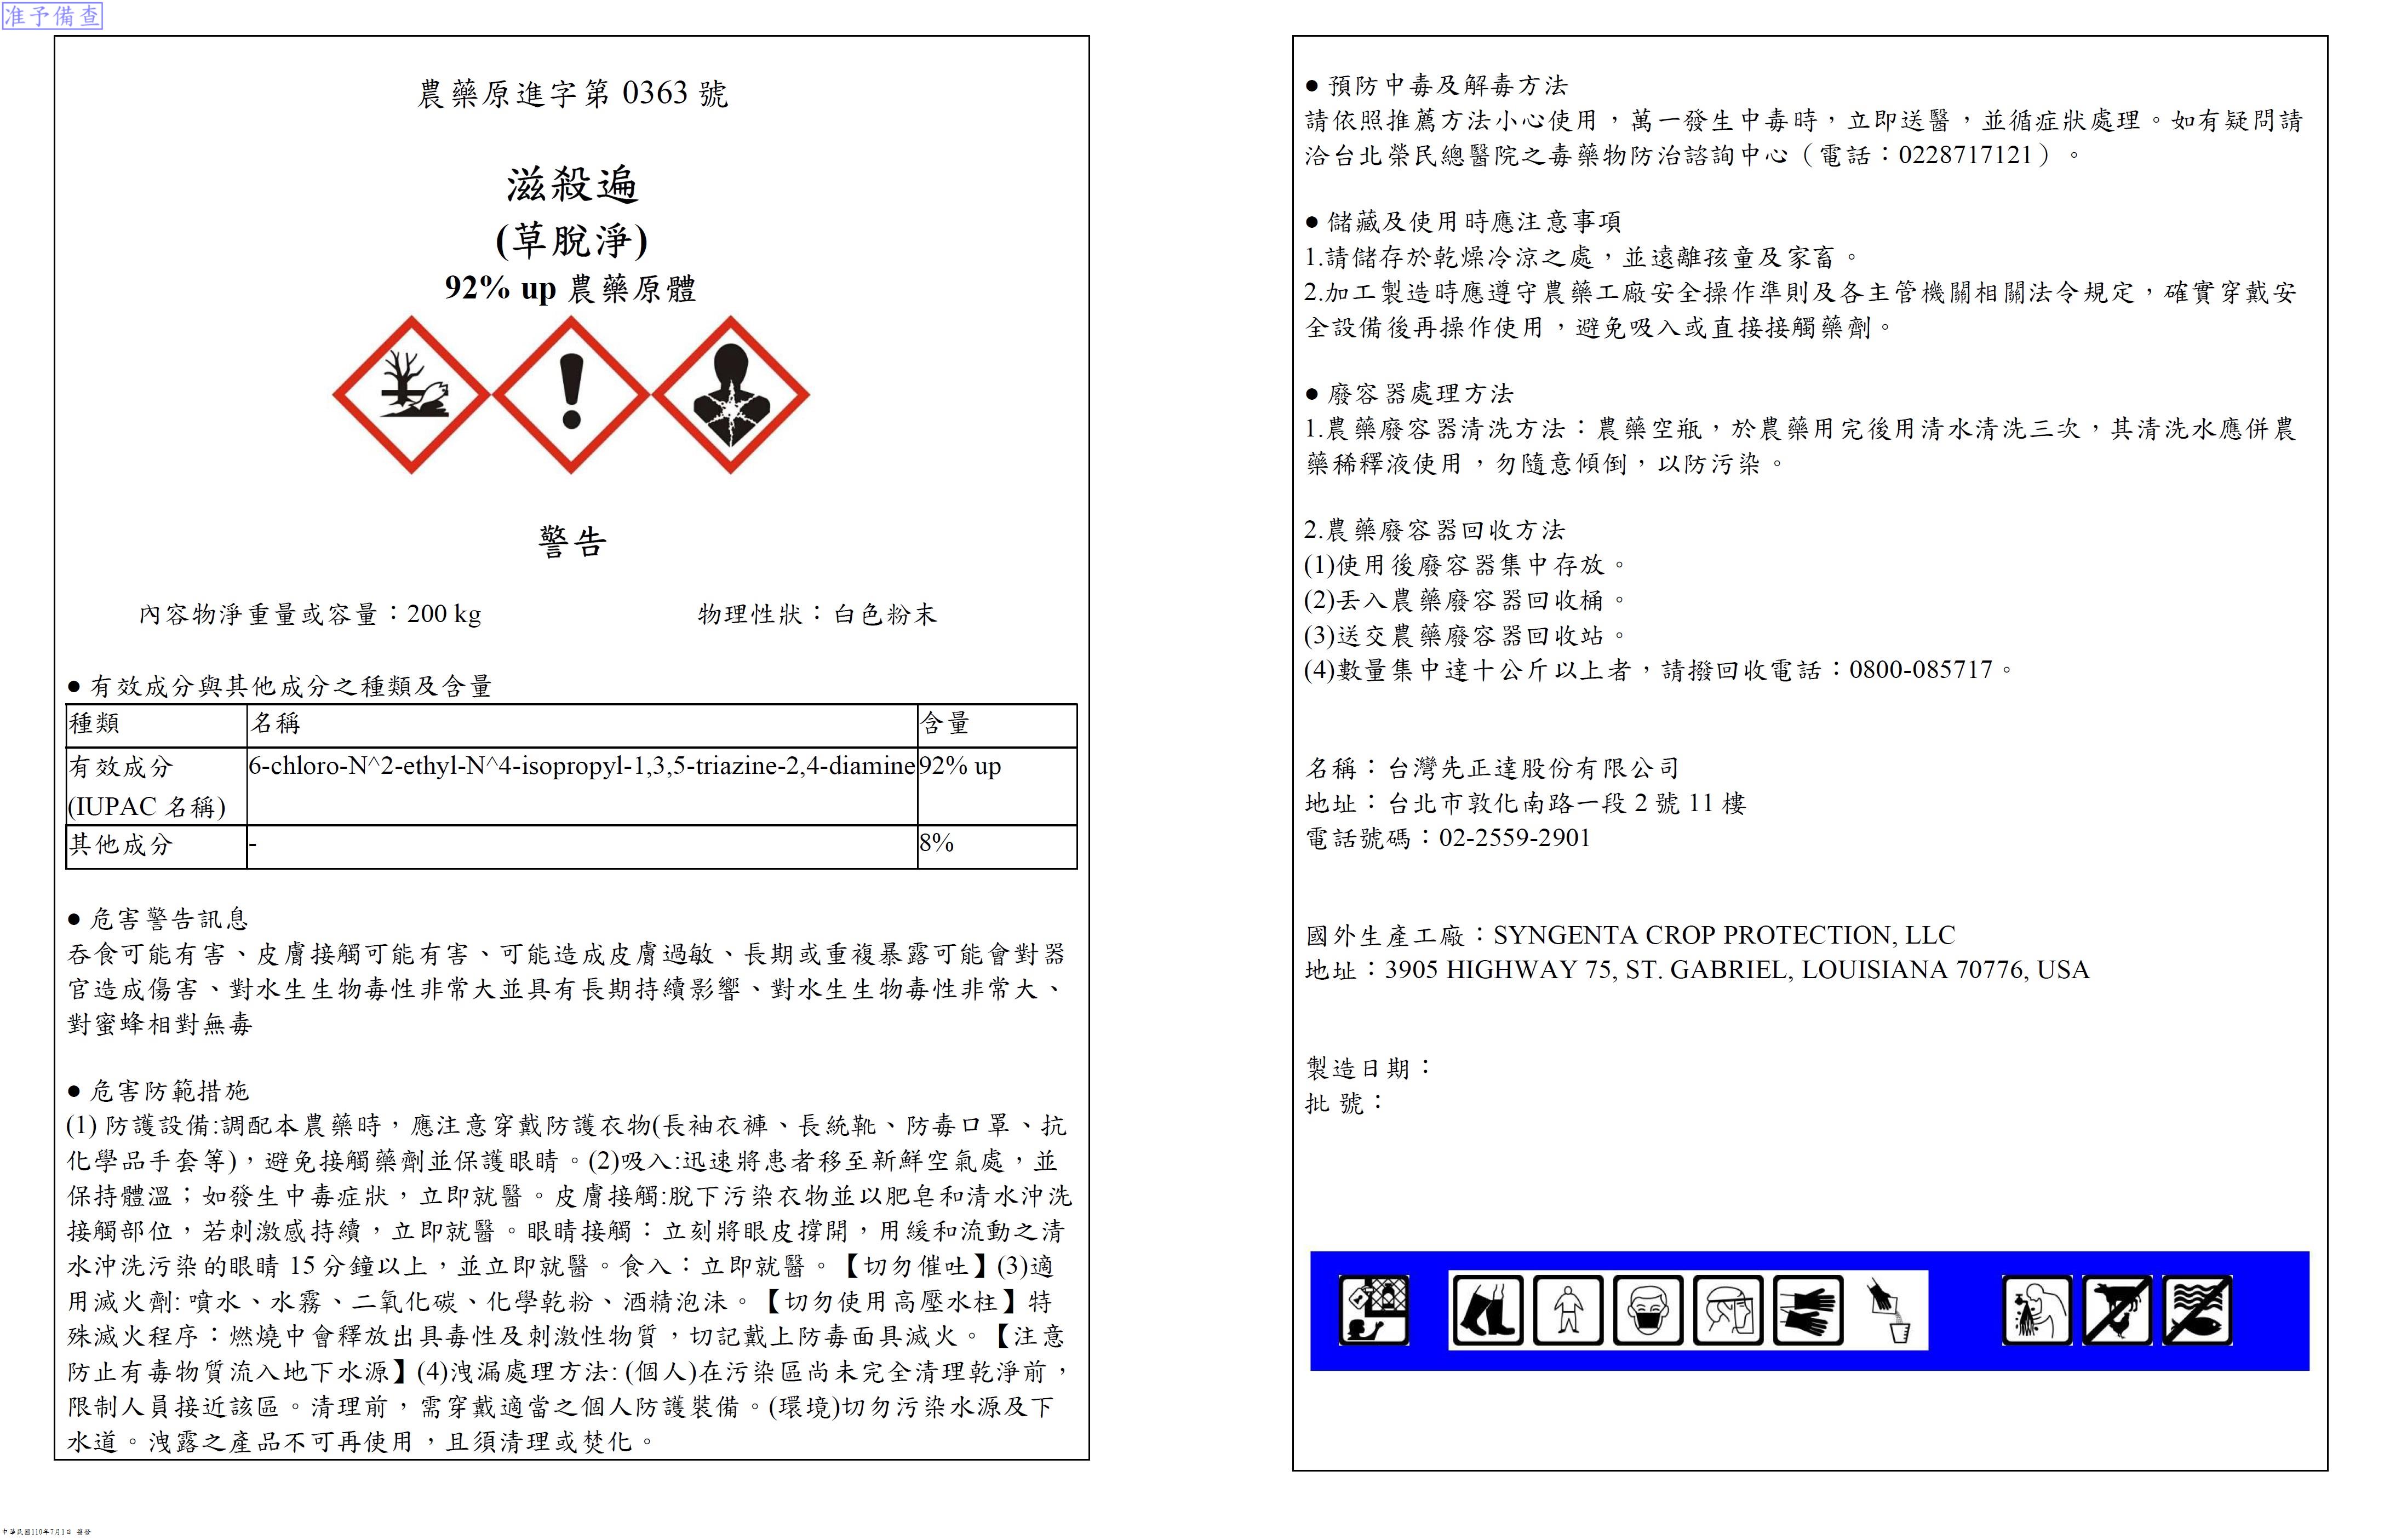 准予備查
農藥原進字第 0363 號
滋殺遍
(草脫淨)
92% up 農藥原體
警告
內容物淨重量或容量：200 kg 物理性狀：白色粉末
● 有效成分與其他成分之種類及含量
種類 名稱 含量
有效成分 6-chloro-N^2-ethyl-N^4-isopropyl-1,3,5-triazine-2,4-diamine 92% up
(IUPAC 名稱)
其他成分 - 8%
● 危害警告訊息
吞食可能有害、皮膚接觸可能有害、可能造成皮膚過敏、長期或重複暴露可能會對器
官造成傷害、對水生生物毒性非常大並具有長期持續影響、對水生生物毒性非常大、
對蜜蜂相對無毒
● 危害防範措施
(1) 防護設備:調配本農藥時，應注意穿戴防護衣物(長袖衣褲、長統靴、防毒口罩、抗
化學品手套等)，避免接觸藥劑並保護眼睛。(2)吸入:迅速將患者移至新鮮空氣處，並
保持體溫；如發生中毒症狀，立即就醫。皮膚接觸:脫下污染衣物並以肥皂和清水沖洗
接觸部位，若刺激感持續，立即就醫。眼睛接觸：立刻將眼皮撐開，用緩和流動之清
水沖洗污染的眼睛 15 分鐘以上，並立即就醫。食入：立即就醫。【切勿催吐】(3)適
用滅火劑: 噴水、水霧、二氧化碳、化學乾粉、酒精泡沫。【切勿使用高壓水柱】特
殊滅火程序：燃燒中會釋放出具毒性及刺激性物質，切記戴上防毒面具滅火。【注意
防止有毒物質流入地下水源】(4)洩漏處理方法: (個人)在污染區尚未完全清理乾淨前，
限制人員接近該區。清理前，需穿戴適當之個人防護裝備。(環境)切勿污染水源及下
水道。洩露之產品不可再使用，且須清理或焚化。
● 預防中毒及解毒方法
請依照推薦方法小心使用，萬一發生中毒時，立即送醫，並循症狀處理。如有疑問請
洽台北榮民總醫院之毒藥物防治諮詢中心（電話：0228717121）。
● 儲藏及使用時應注意事項
1.請儲存於乾燥冷涼之處，並遠離孩童及家畜。
2.加工製造時應遵守農藥工廠安全操作準則及各主管機關相關法令規定，確實穿戴安
全設備後再操作使用，避免吸入或直接接觸藥劑。
● 廢容器處理方法
1.農藥廢容器清洗方法：農藥空瓶，於農藥用完後用清水清洗三次，其清洗水應併農
藥稀釋液使用，勿隨意傾倒，以防污染。
2.農藥廢容器回收方法
(1)使用後廢容器集中存放。
(2)丟入農藥廢容器回收桶。
(3)送交農藥廢容器回收站。
(4)數量集中達十公斤以上者，請撥回收電話：0800-085717。
名稱：台灣先正達股份有限公司
地址：台北市敦化南路一段 2 號 11 樓
電話號碼：02-2559-2901
國外生產工廠：SYNGENTA CROP PROTECTION, LLC
地址：3905 HIGHWAY 75, ST. GABRIEL, LOUISIANA 70776, USA
製造日期：
批 號：
中華民國110年7月1日 簽發